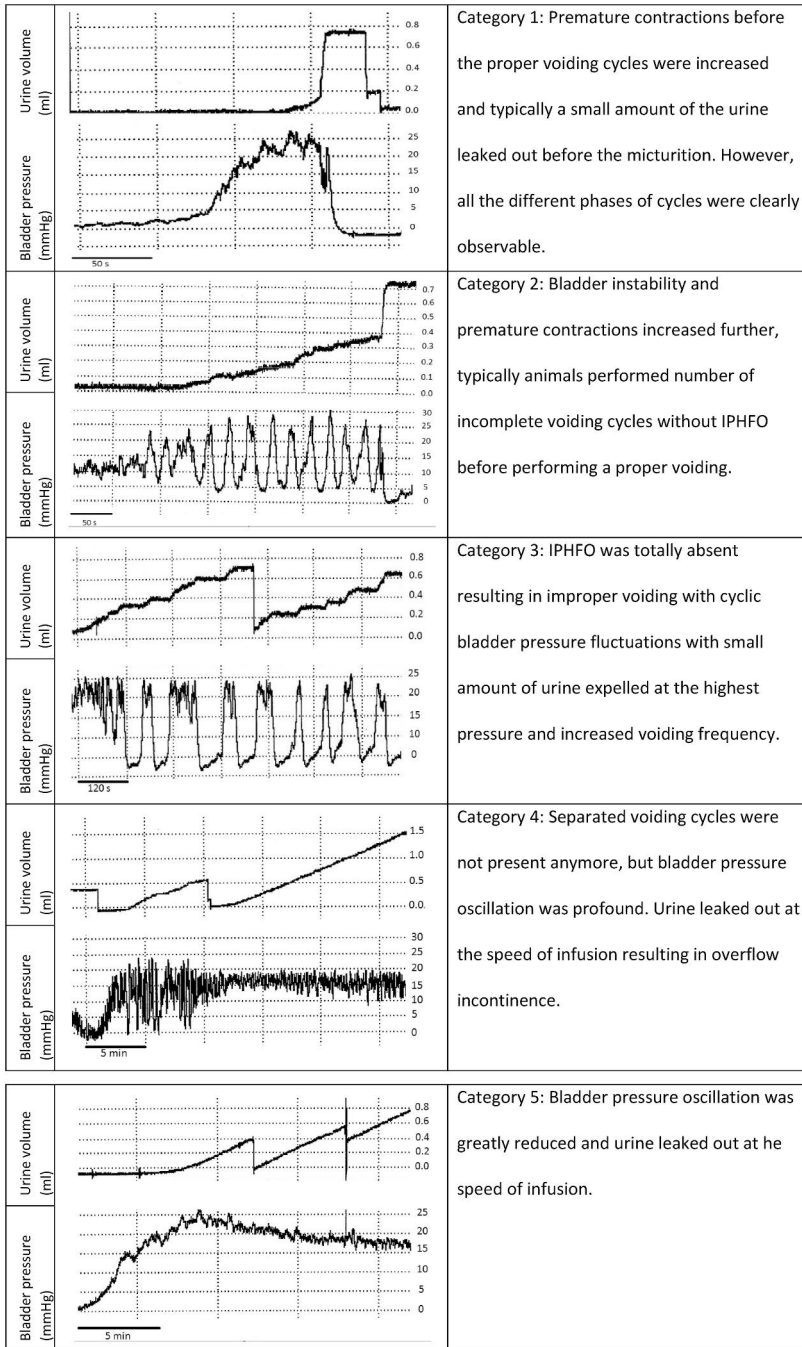 Urine volume
(ml)
0.8
0.6
0.4
0.2
0.0
Bladder pressure
(mmHg)
25
20
15
10
5
0
50 s
Category 1: Premature contractions before
the proper voiding cycles were increased
and typically a small amount of the urine
leaked out before the micturition. However,
all the different phases of cycles were clearly
observable.
Urine volume
(ml)
0.7
0.6
0.5
0.4
0.3
0.2
0.1
0.0
Bladder pressure
(mmHg)
30
25
20
15
10
5
0
50 s
Category 2: Bladder instability and
premature contractions increased further,
typically animals performed number of
incomplete voiding cycles without IPHFO
before performing a proper voiding.
Urine volume
(ml)
0.8
0.6
0.4
0.2
0.0
Bladder pressure
(mmHg)
25
20
15
10
5
0
120 s
Category 3: IPHFO was totally absent
resulting in improper voiding with cyclic
bladder pressure fluctuations with small
amount of urine expelled at the highest
pressure and increased voiding frequency.
Urine volume
(ml)
1.5
1.0
0.5
0.0
Bladder pressure
(mmHg)
30
25
20
15
10
5
0
5 min
Category 4: Separated voiding cycles were
not present anymore, but bladder pressure
oscillation was profound. Urine leaked out at
the speed of infusion resulting in overflow
incontinence.
Urine volume
(ml)
0.8
0.6
0.4
0.2
0.0
Bladder pressure
(mmHg)
25
20
15
10
5
0
5 min
Category 5: Bladder pressure oscillation was
greatly reduced and urine leaked out at he
speed of infusion.